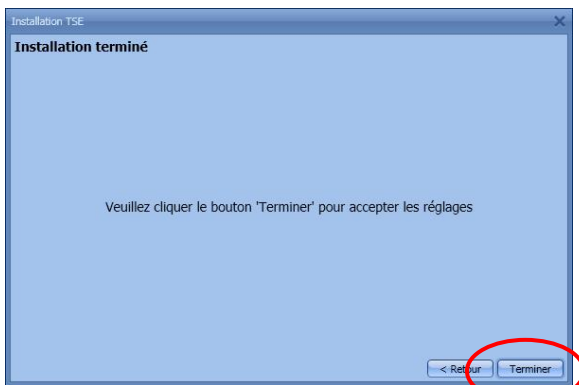 Installation TSE
Installation terminé
Veuillez cliquer le bouton 'Terminer' pour accepter les réglages
< Retour Terminer